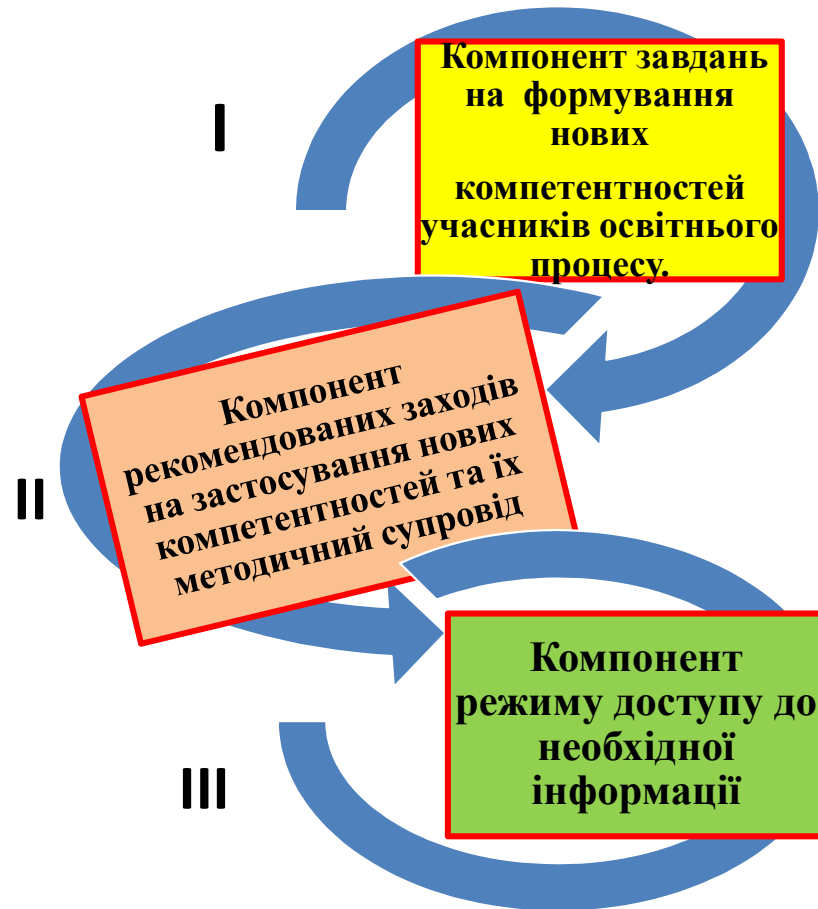 I
Компонент завдань
на формування
нових
компетентностей
учасників освітнього
процесу.
II
Компонент
рекомендованих заходів
на застосування нових
компетентностей та їх
методичний супровід
III
Компонент
режиму доступу до
необхідної
інформації